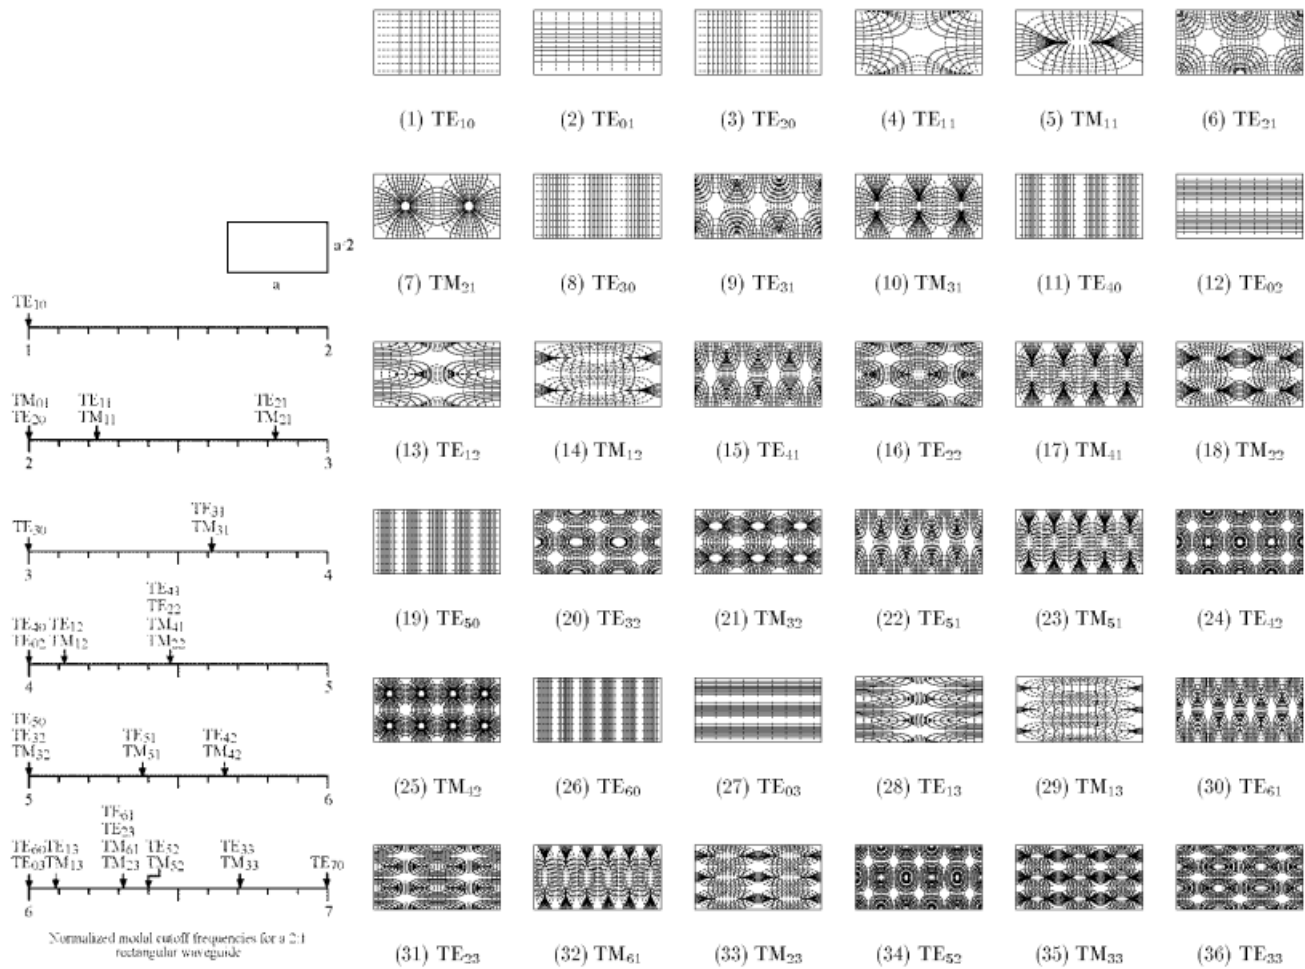 (1) TE₁₀ (2) TE₀₁ (3) TE₂₀ (4) TE₁₁ (5) TM₁₁ (6) TE₂₁
(7) TM₂₁ (8) TE₃₀ (9) TE₃₁ (10) TM₃₁ (11) TE₄₀ (12) TE₀₂
(13) TE₁₂ (14) TM₁₂ (15) TE₄₁ (16) TE₂₂ (17) TM₄₁ (18) TM₂₂
(19) TE₅₀ (20) TE₃₂ (21) TM₃₂ (22) TE₅₁ (23) TM₅₁ (24) TE₄₂
(25) TM₄₂ (26) TE₆₀ (27) TE₀₃ (28) TE₁₃ (29) TM₁₃ (30) TE₆₁
(31) TE₂₃ (32) TM₆₁ (33) TM₂₃ (34) TE₅₂ (35) TM₃₃ (36) TE₃₃
a/2
a
TE₁₀
1 2
TM₀₁ TE₁₁ TE₂₁
TE₂₀ TM₁₁ TM₂₁
2 3
TE₃₁
TE₃₀ TM₃₁
3 4
TE₄₁
TE₂₂
TE₄₀ TE₁₂ TM₄₁
TE₀₂ TM₁₂ TM₂₂
4 5
TE₅₀
TE₃₂ TE₅₁ TE₄₂
TM₃₂ TM₅₁ TM₄₂
5 6
TE₆₁
TE₂₃
TE₆₀ TE₁₃ TM₆₁ TE₅₂ TE₃₃
TE₀₃ TM₁₃ TM₂₃ TM₅₂ TM₃₃ TE₇₀
6 7
Normalized modal cutoff frequencies for a 2:1
rectangular waveguide